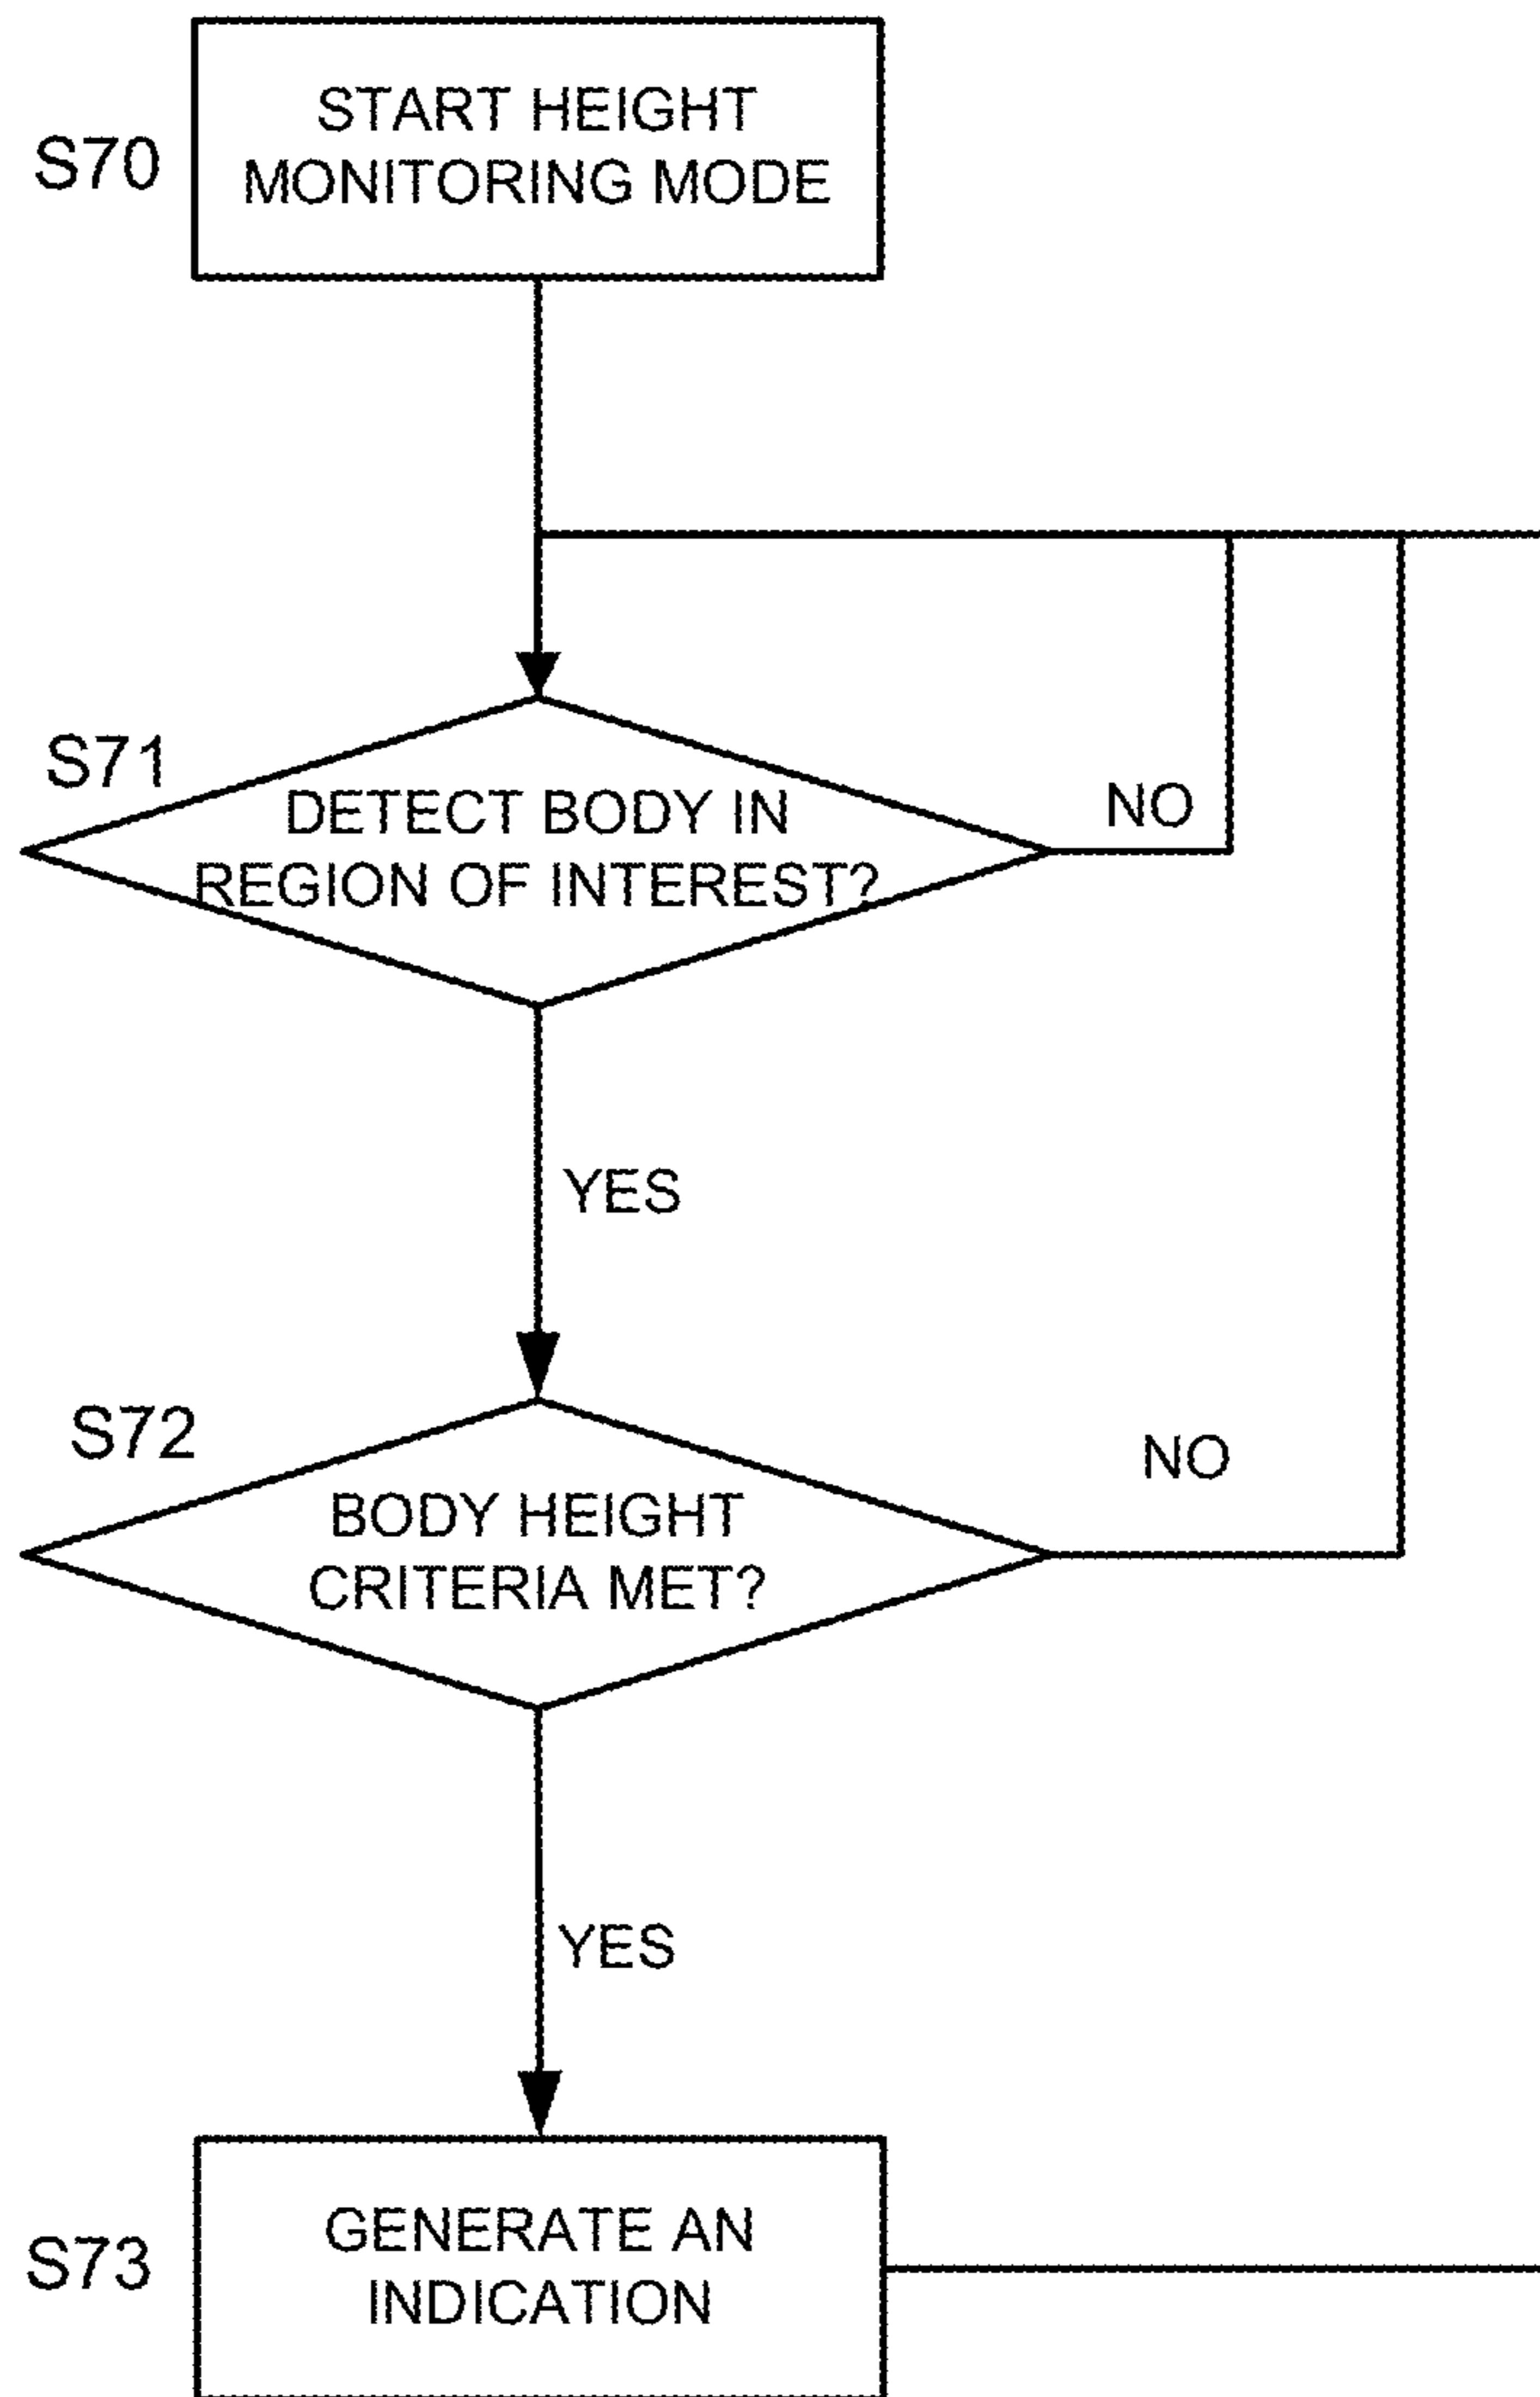 START HEIGHT
MONITORING MODE
S70
S71
DETECT BODY IN
REGION OF INTEREST?
NO
YES
S72
BODY HEIGHT
CRITERIA MET?
NO
YES
GENERATE AN
INDICATION
S73